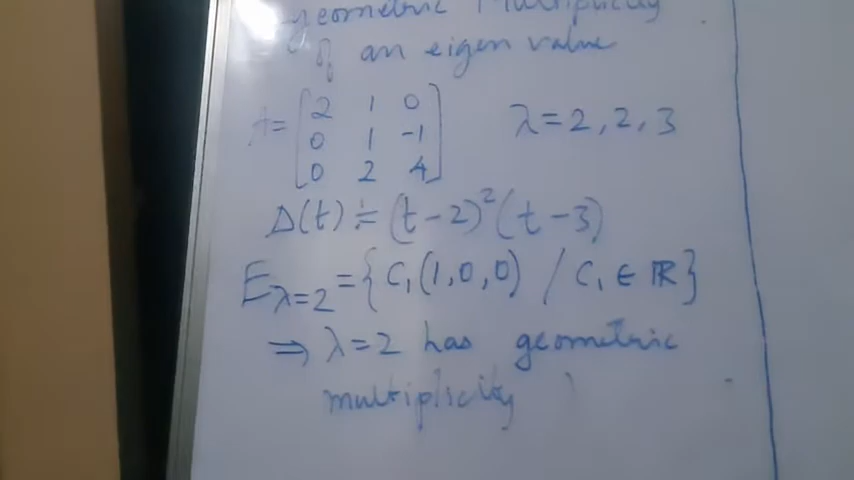 geometric Multiplicity
of an eigen value
A = [2 1 0
0 1 -1
0 2 4] λ = 2, 2, 3
Δ(t) = (t-2)²(t-3)
E_λ=2 = {C₁(1,0,0) / C₁ ∈ ℝ}
⇒ λ=2 has geometric
multiplicity